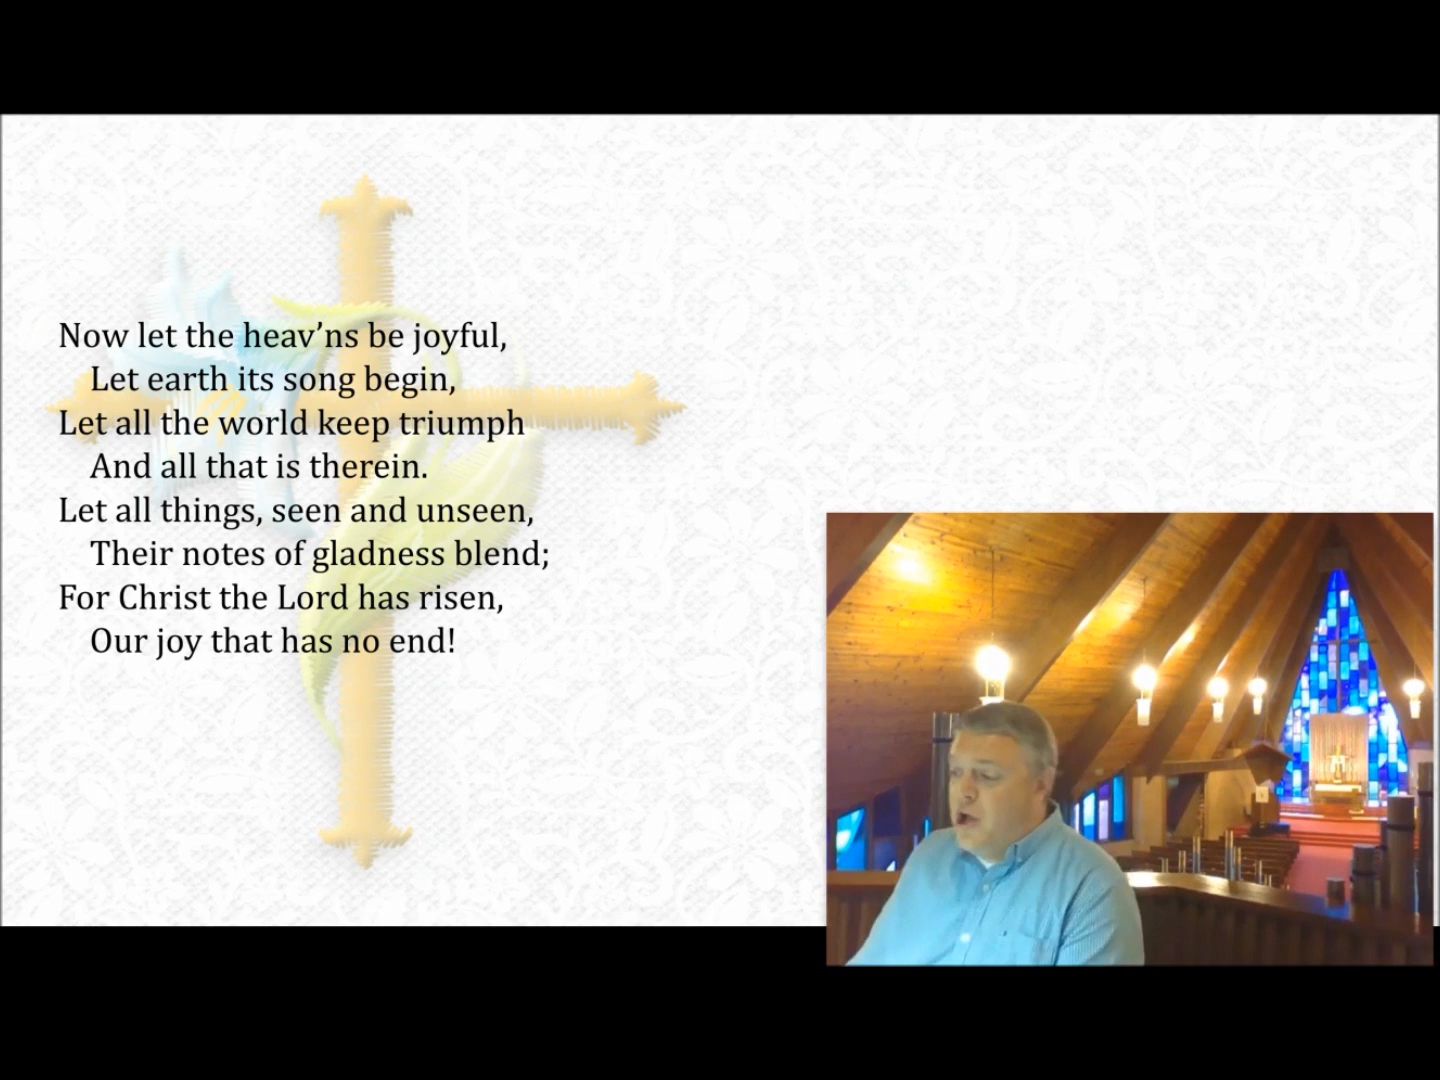 Now let the heav’ns be joyful,
Let earth its song begin,
Let all the world keep triumph
And all that is therein.
Let all things, seen and unseen,
Their notes of gladness blend;
For Christ the Lord has risen,
Our joy that has no end!